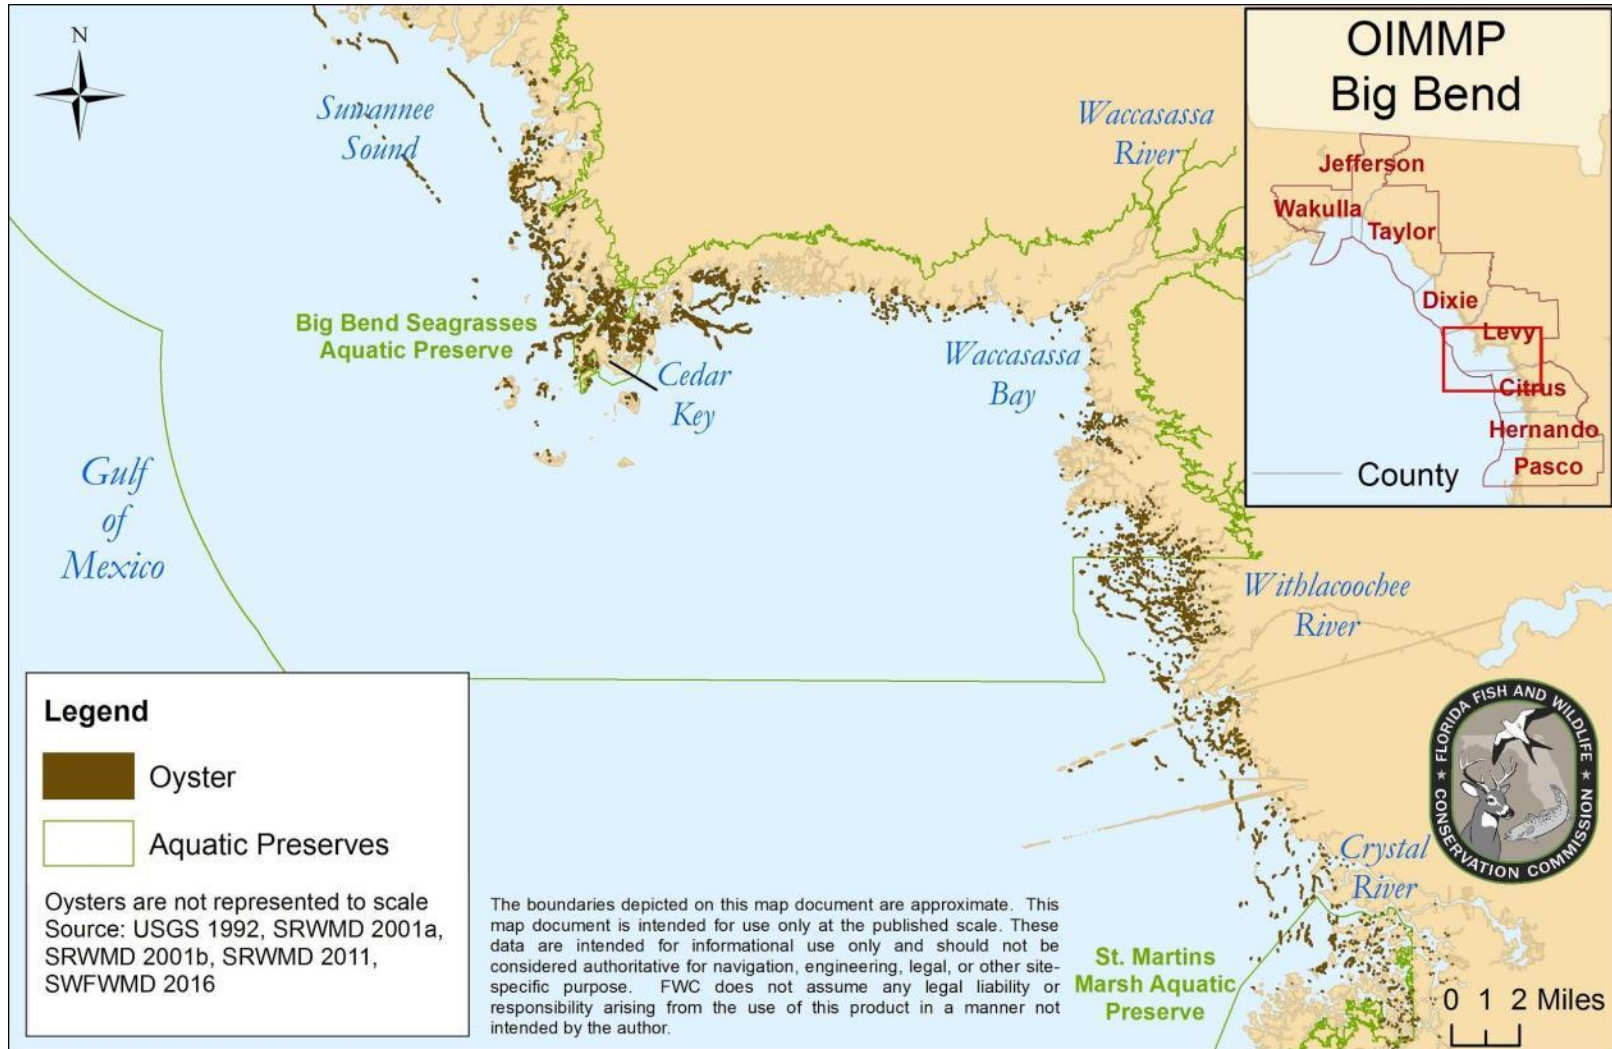 N
Suwannee
Sound
Waccasassa
River
Big Bend Seagrasses
Aquatic Preserve
Cedar
Key
Waccasassa
Bay
Gulf
of
Mexico
Withlacoochee
River
Crystal
River
St. Martins
Marsh Aquatic
Preserve
OIMMP
Big Bend
Jefferson
Wakulla
Taylor
Dixie
Levy
Citrus
Hernando
Pasco
County
Legend
Oyster
Aquatic Preserves
Oysters are not represented to scale
Source: USGS 1992, SRWMD 2001a,
SRWMD 2001b, SRWMD 2011,
SWFWMD 2016
The boundaries depicted on this map document are approximate. This
map document is intended for use only at the published scale. These
data are intended for informational use only and should not be
considered authoritative for navigation, engineering, legal, or other site-
specific purpose. FWC does not assume any legal liability or
responsibility arising from the use of this product in a manner not
intended by the author.
FLORIDA FISH AND WILDLIFE
CONSERVATION COMMISSION
0 1 2 Miles